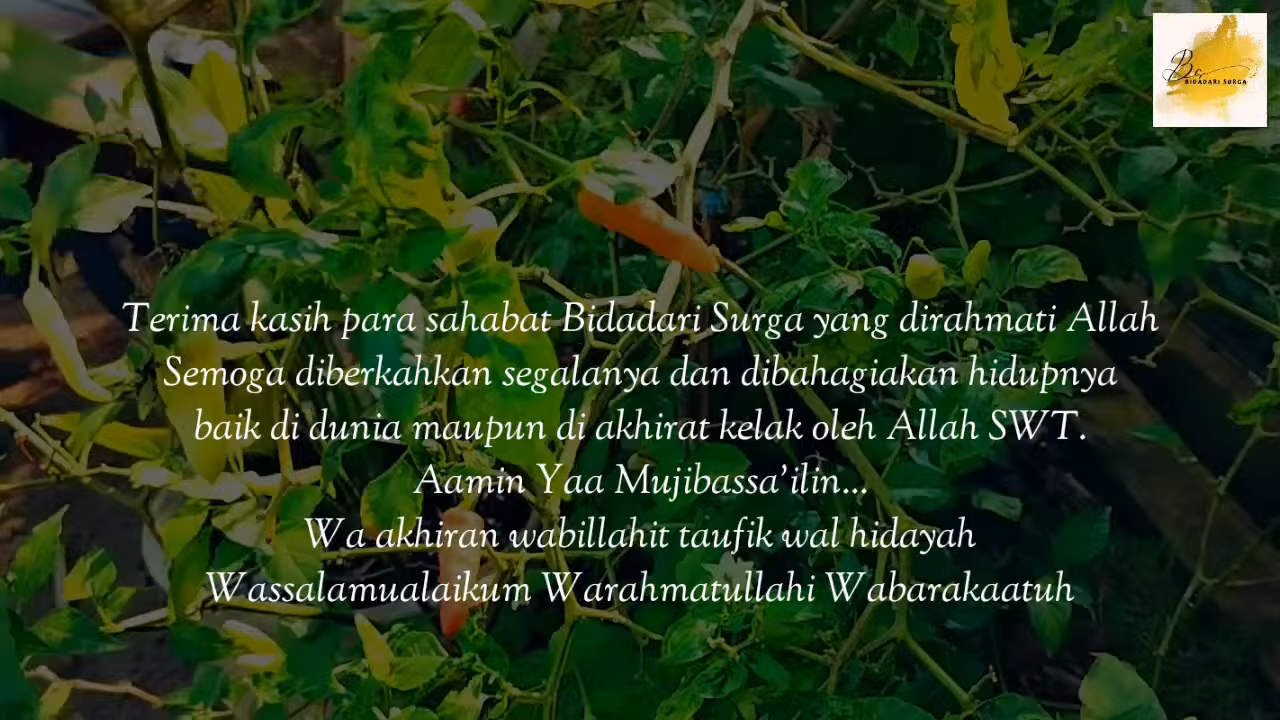 Bs
BIDADARI SURGA
Terima kasih para sahabat Bidadari Surga yang dirahmati Allah
Semoga diberkahkan segalanya dan dibahagiakan hidupnya
baik di dunia maupun di akhirat kelak oleh Allah SWT.
Aamin Yaa Mujibassa'ilin...
Wa akhiran wabillahit taufik wal hidayah
Wassalamualaikum Warahmatullahi Wabarakaatuh